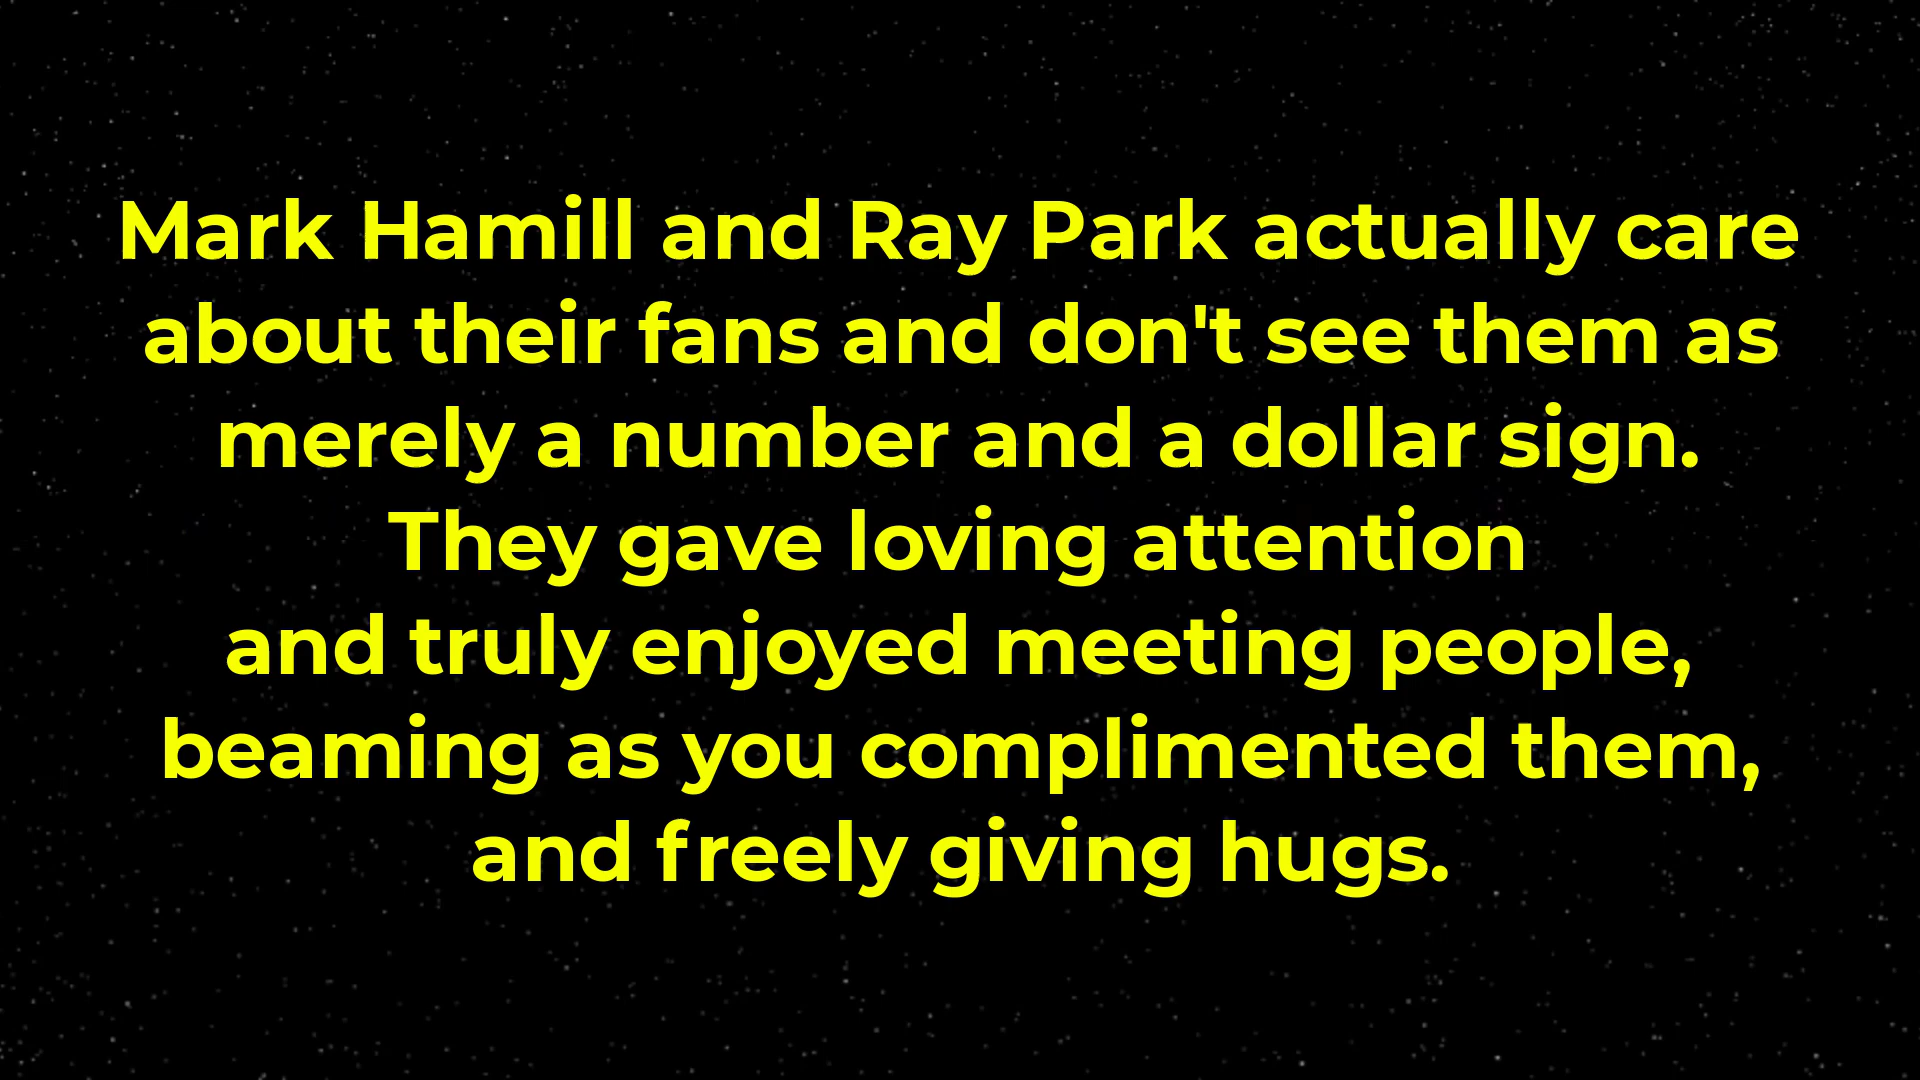 Mark Hamill and Ray Park actually care
about their fans and don't see them as
merely a number and a dollar sign.
They gave loving attention
and truly enjoyed meeting people,
beaming as you complimented them,
and freely giving hugs.